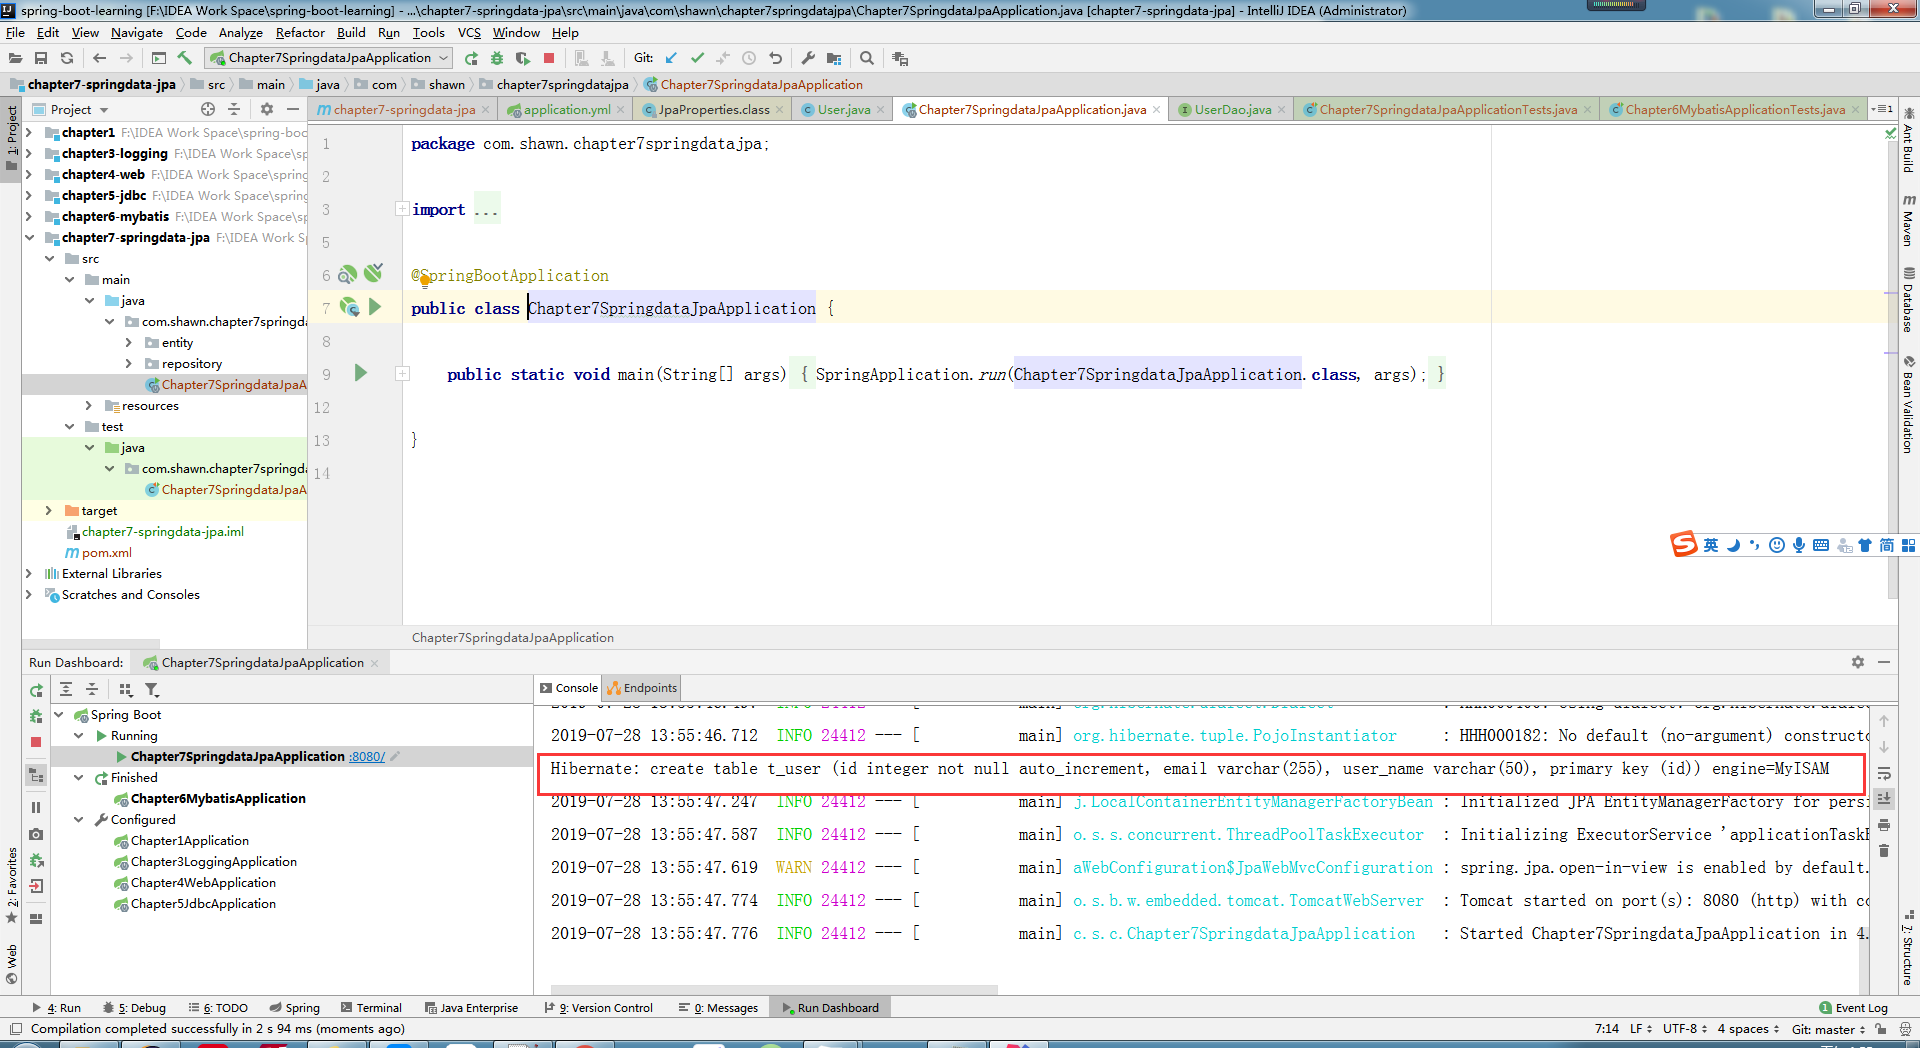 spring-boot-learning [F:\IDEA Work Space\spring-boot-learning] - ...\chapter7-springdata-jpa\src\main\java\com\shawn\chapter7springdatajpa\Chapter7SpringdataJpaApplication.java [chapter7-springdata-jpa] - IntelliJ IDEA (Administrator)
File Edit View Navigate Code Analyze Refactor Build Run Tools VCS Window Help
Chapter7SpringdataJpaApplication Git:
chapter7-springdata-jpa src main java com shawn chapter7springdatajpa Chapter7SpringdataJpaApplication
Project chapter7-springdata-jpa application.yml JpaProperties.class User.java Chapter7SpringdataJpaApplication.java UserDao.java Chapter7SpringdataJpaApplicationTests.java Chapter6MybatisApplicationTests.java 1
1: Project
chapter1 F:\IDEA Work Space\spring-boo
chapter3-logging F:\IDEA Work Space\sp
chapter4-web F:\IDEA Work Space\spring
chapter5-jdbc F:\IDEA Work Space\spring
chapter6-mybatis F:\IDEA Work Space\sp
chapter7-springdata-jpa F:\IDEA Work S
src
main
java
com.shawn.chapter7springda
entity
repository
Chapter7SpringdataJpaA
resources
test
java
com.shawn.chapter7springda
Chapter7SpringdataJpaA
target
chapter7-springdata-jpa.iml
pom.xml
External Libraries
Scratches and Consoles
1 package com.shawn.chapter7springdatajpa;
2
3 import ...
5
6 @SpringBootApplication
7 public class Chapter7SpringdataJpaApplication {
8
9 public static void main(String[] args) { SpringApplication.run(Chapter7SpringdataJpaApplication.class, args); }
12
13 }
14
Chapter7SpringdataJpaApplication
Ant Build
Maven
Database
Bean Validation
英 简
Run Dashboard: Chapter7SpringdataJpaApplication
Spring Boot
Running
Chapter7SpringdataJpaApplication :8080/
Finished
Chapter6MybatisApplication
Configured
Chapter1Application
Chapter3LoggingApplication
Chapter4WebApplication
Chapter5JdbcApplication
Console Endpoints
2019-07-28 13:55:46.712 INFO 24412 --- [ main] org.hibernate.tuple.PojoInstantiator : HHH000182: No default (no-argument) constructo
Hibernate: create table t_user (id integer not null auto_increment, email varchar(255), user_name varchar(50), primary key (id)) engine=MyISAM
2019-07-28 13:55:47.247 INFO 24412 --- [ main] j.LocalContainerEntityManagerFactoryBean : Initialized JPA EntityManagerFactory for persi
2019-07-28 13:55:47.587 INFO 24412 --- [ main] o.s.s.concurrent.ThreadPoolTaskExecutor : Initializing ExecutorService 'applicationTaskE
2019-07-28 13:55:47.619 WARN 24412 --- [ main] aWebConfiguration$JpaWebMvcConfiguration : spring.jpa.open-in-view is enabled by default.
2019-07-28 13:55:47.774 INFO 24412 --- [ main] o.s.b.w.embedded.tomcat.TomcatWebServer : Tomcat started on port(s): 8080 (http) with co
2019-07-28 13:55:47.776 INFO 24412 --- [ main] c.s.c.Chapter7SpringdataJpaApplication : Started Chapter7SpringdataJpaApplication in 4.
2: Favorites
Web
7: Structure
4: Run 5: Debug 6: TODO Spring Terminal Java Enterprise 9: Version Control 0: Messages Run Dashboard 1 Event Log
Compilation completed successfully in 2 s 94 ms (moments ago) 7:14 LF UTF-8 4 spaces Git: master